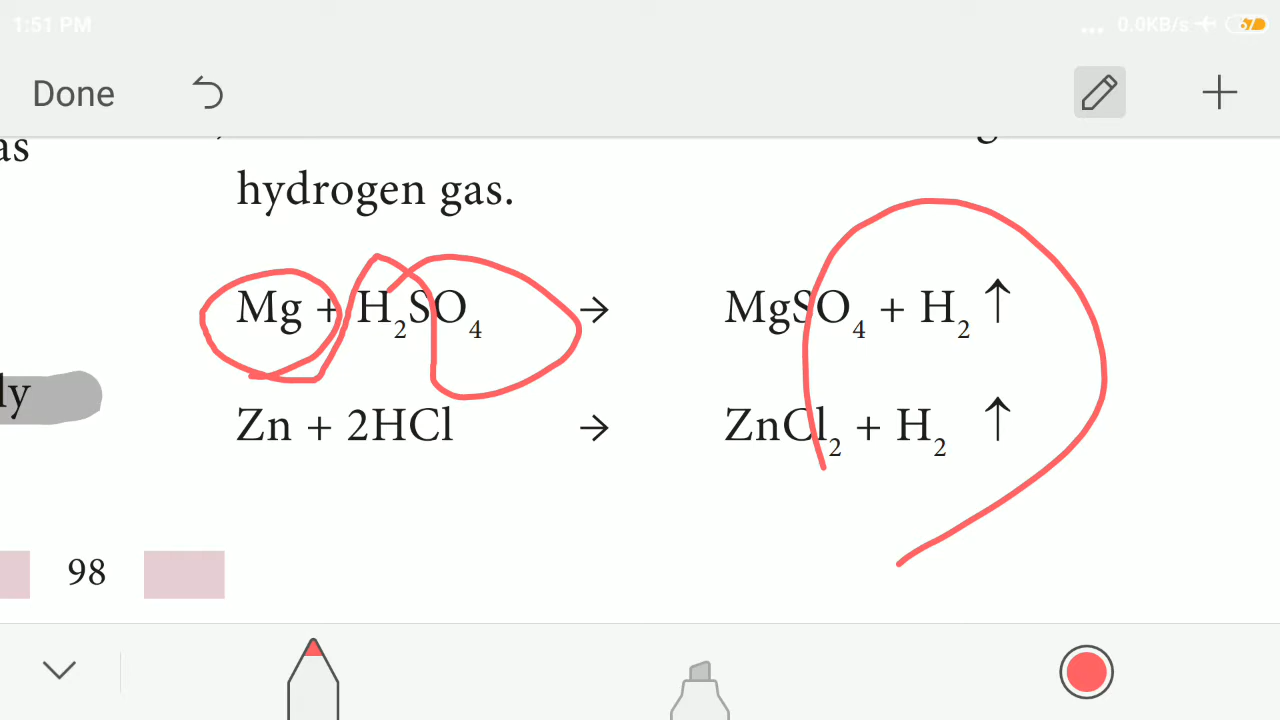 1:51 PM ... 0.0KB/s 67
Done
as
hydrogen gas.
Mg + H₂SO₄ → MgSO₄ + H₂ ↑
ly
Zn + 2HCl → ZnCl₂ + H₂ ↑
98